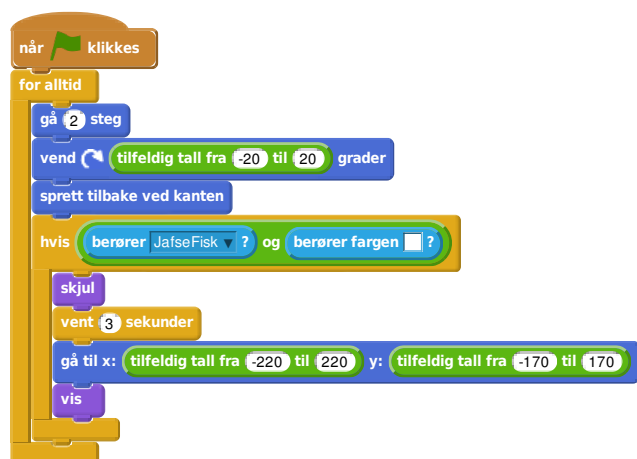 når klikkes
for alltid
gå 2 steg
vend tilfeldig tall fra -20 til 20 grader
sprett tilbake ved kanten
hvis berører JafseFisk ? og berører fargen ?
skjul
vent 3 sekunder
gå til x: tilfeldig tall fra -220 til 220 y: tilfeldig tall fra -170 til 170
vis